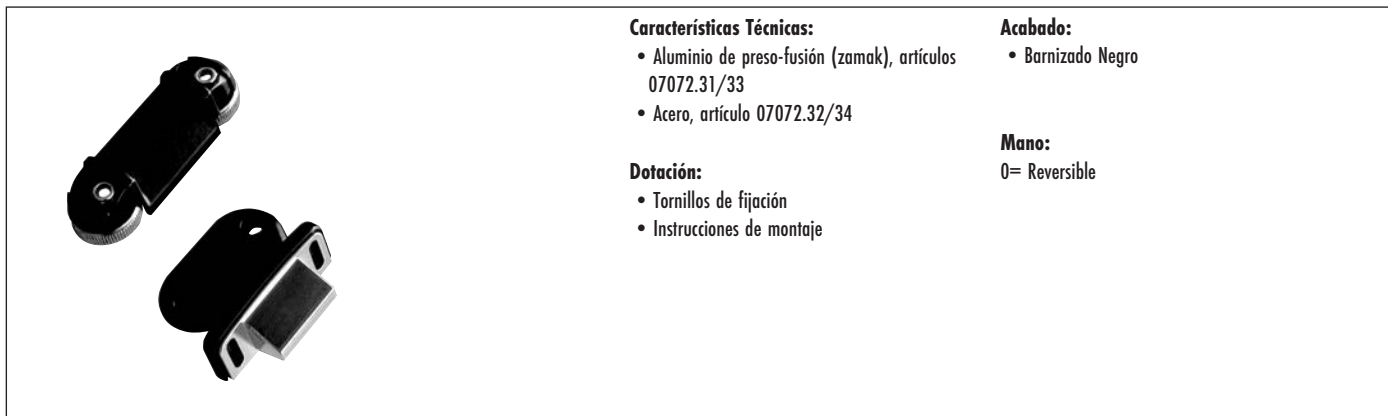 Características Técnicas:
• Aluminio de preso-fusión (zamak), artículos
07072.31/33
• Acero, artículo 07072.32/34
Dotación:
• Tornillos de fijación
• Instrucciones de montaje
Acabado:
• Barnizado Negro
Mano:
0= Reversible